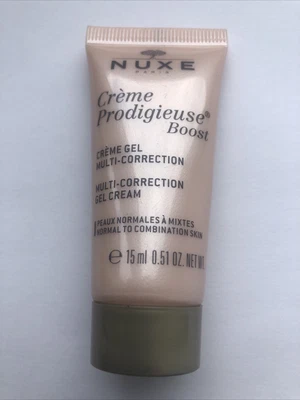 NUXE
PARIS
Crème
Prodigieuse®
Boost
CRÈME GEL
MULTI-CORRECTION
MULTI-CORRECTION
GEL CREAM
PEAUX NORMALES À MIXTES
NORMAL TO COMBINATION SKIN
℮ 15 ml 0.51 OZ. NET